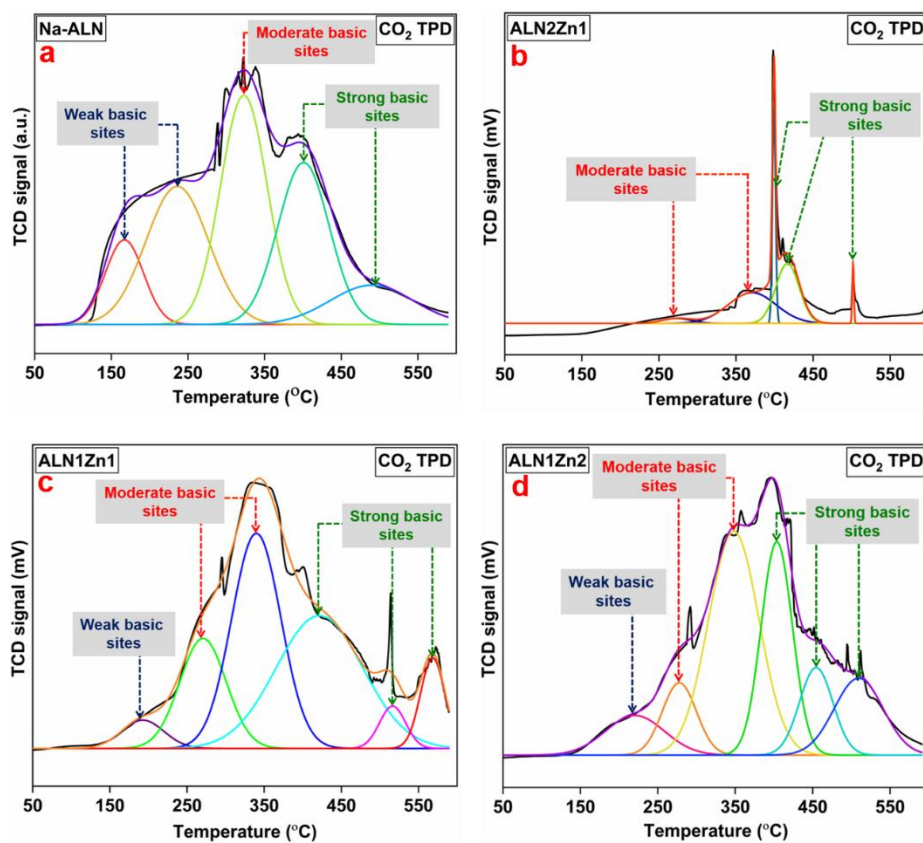 Na-ALN
CO2 TPD
a
Moderate basic
sites
Weak basic
sites
Strong basic
sites
TCD signal (a.u.)
50 150 250 350 450 550
Temperature (OC)
ALN2Zn1
CO2 TPD
b
Strong basic
sites
Moderate basic
sites
TCD signal (mV)
50 150 250 350 450 550
Temperature (°C)
ALN1Zn1
CO2 TPD
c
Moderate basic
sites
Strong basic
sites
Weak basic
sites
TCD signal (mV)
50 150 250 350 450 550
Temperature (°C)
ALN1Zn2
CO2 TPD
d
Moderate basic
sites
Strong basic
sites
Weak basic
sites
TCD signal (mV)
50 150 250 350 450 550
Temperature (°C)